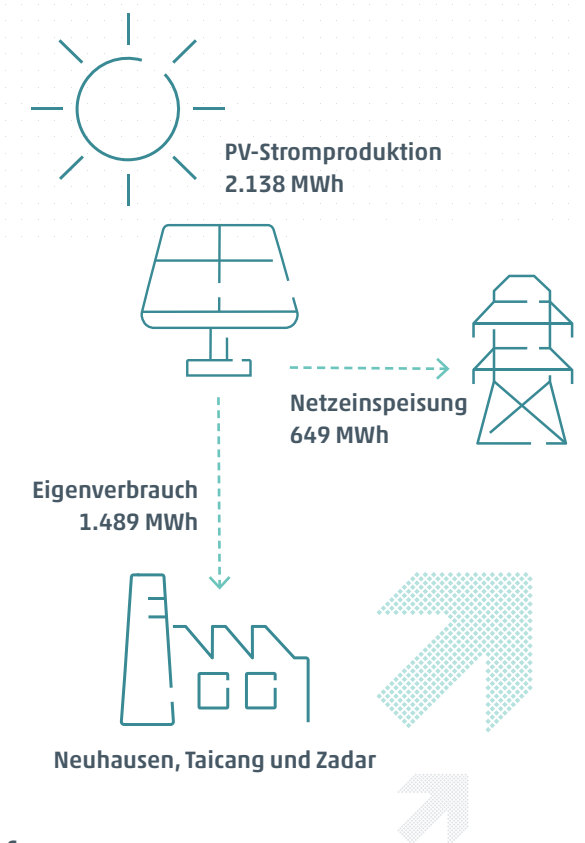 PV-Stromproduktion
2.138 MWh
Netzeinspeisung
649 MWh
Eigenverbrauch
1.489 MWh
Neuhausen, Taicang und Zadar